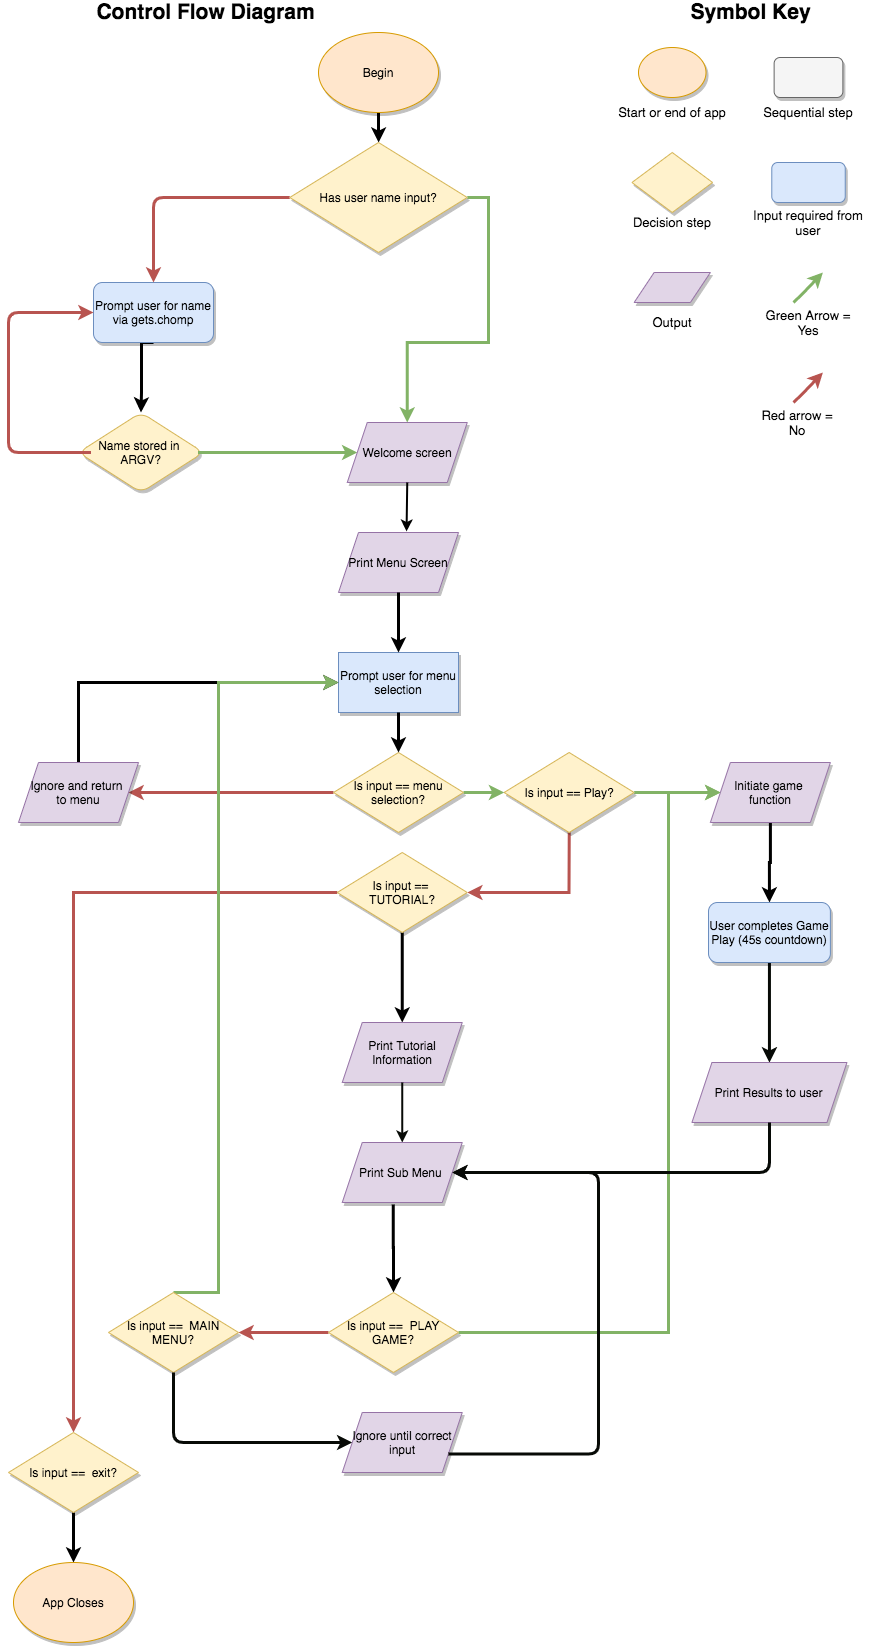 Control Flow Diagram
Symbol Key
Begin
Start or end of app
Sequential step
Has user name input?
Decision step
Input required from
user
Prompt user for name
via gets.chomp
Output
Green Arrow =
Yes
Red arrow =
No
Name stored in
ARGV?
Welcome screen
Print Menu Screen
Prompt user for menu
selection
Ignore and return
to menu
Is input == menu
selection?
Is input == Play?
Initiate game
function
Is input ==
TUTORIAL?
User completes Game
Play (45s countdown)
Print Tutorial
Information
Print Results to user
Print Sub Menu
Is input == MAIN
MENU?
Is input == PLAY
GAME?
Ignore until correct
input
Is input == exit?
App Closes